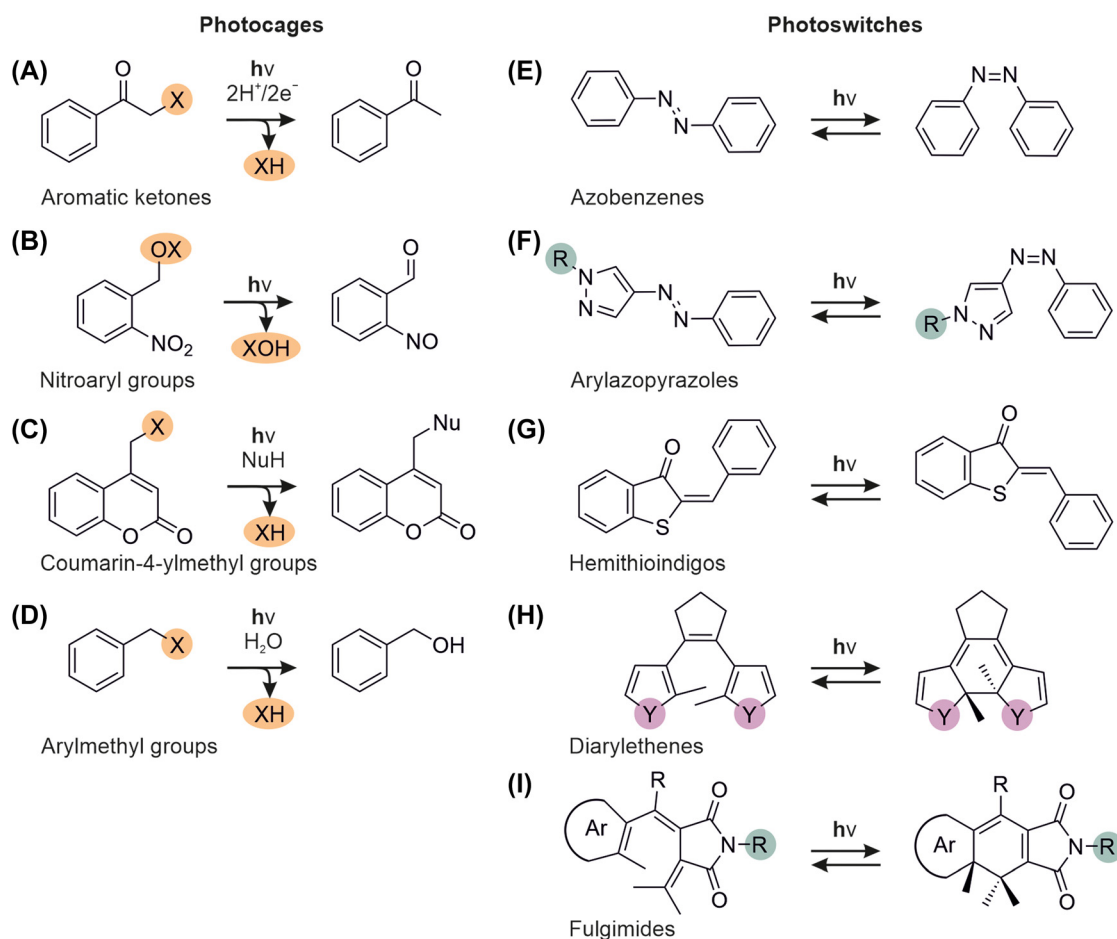 Photocages
Photoswitches
(A)
O
X
hν
2H⁺/2e⁻
XH
O
Aromatic ketones
(B)
OX
NO₂
hν
XOH
O
NO
Nitroaryl groups
(C)
X
O
O
hν
NuH
XH
Nu
O
O
Coumarin-4-ylmethyl groups
(D)
X
hν
H₂O
XH
OH
Arylmethyl groups
(E)
N
N
hν
N=N
Azobenzenes
(F)
R
N
N
N
N
hν
N=N
R
N
N
Arylazopyrazoles
(G)
O
S
hν
O
S
Hemithioindigos
(H)
Y
Y
hν
Y
Y
Diarylethenes
(I)
Ar
R
O
N
R
O
hν
Ar
R
O
N
R
O
Fulgimides